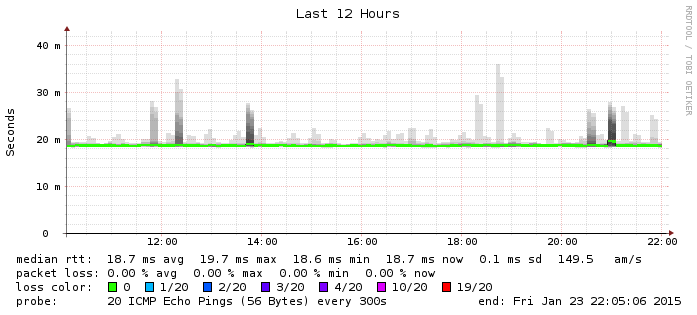 Last 12 Hours
RRDTOOL / TOBI OETIKER
Seconds
40 m
30 m
20 m
10 m
0
12:00 14:00 16:00 18:00 20:00 22:00
median rtt: 18.7 ms avg 19.7 ms max 18.6 ms min 18.7 ms now 0.1 ms sd 149.5 am/s
packet loss: 0.00 % avg 0.00 % max 0.00 % min 0.00 % now
loss color: 0 1/20 2/20 3/20 4/20 10/20 19/20
probe: 20 ICMP Echo Pings (56 Bytes) every 300s end: Fri Jan 23 22:05:06 2015